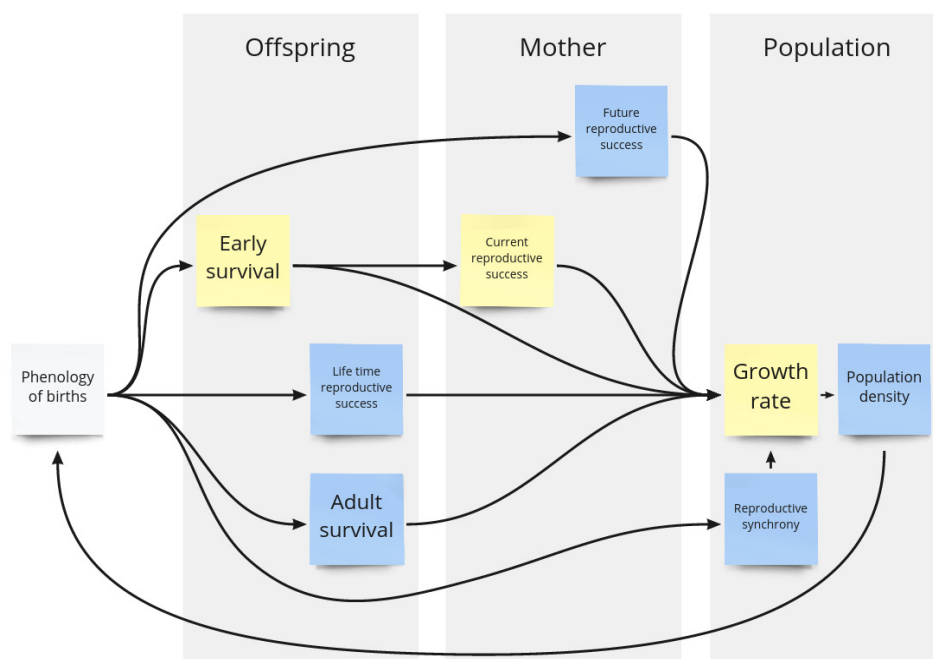 Offspring
Mother
Population
Future
reproductive
success
Early
survival
Current
reproductive
success
Phenology
of births
Life time
reproductive
success
Growth
rate
Population
density
Adult
survival
Reproductive
synchrony